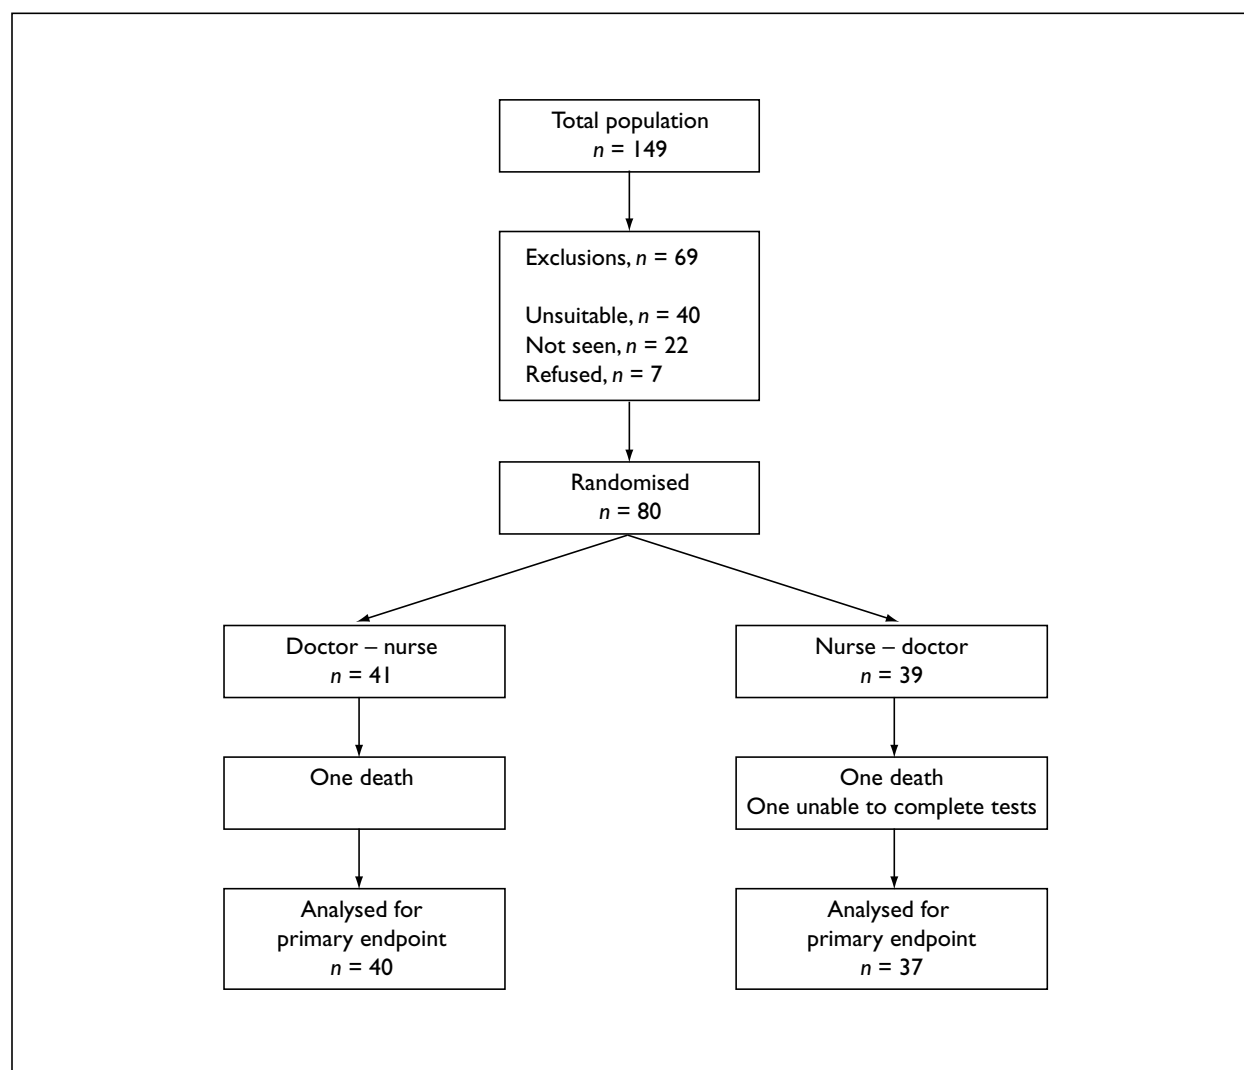 Total population
n = 149
Exclusions, n = 69
Unsuitable, n = 40
Not seen, n = 22
Refused, n = 7
Randomised
n = 80
Doctor – nurse
n = 41
Nurse – doctor
n = 39
One death
One death
One unable to complete tests
Analysed for
primary endpoint
n = 40
Analysed for
primary endpoint
n = 37